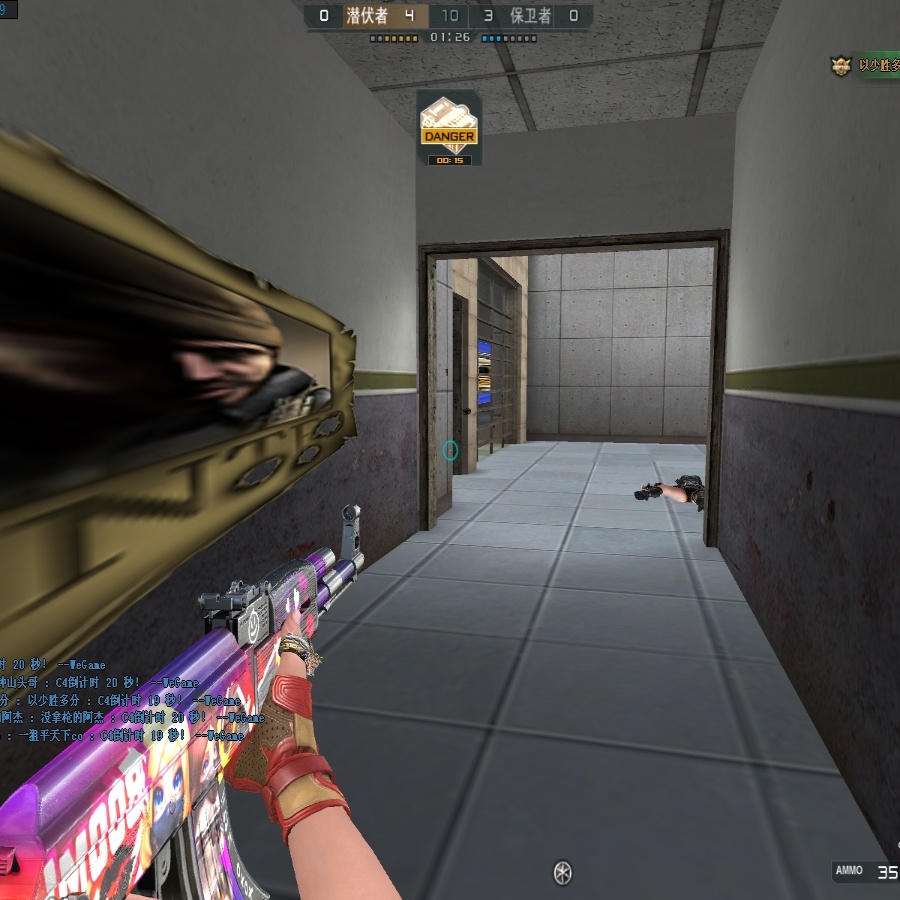 9
0 潜伏者 4 10 3 保卫者 0
01:26
以少胜多
DANGER
00:15
时 20 秒! --WeGame
神山头哥 : C4倒计时 20 秒! --WeGame
分 : 以少胜多分 : C4倒计时 19 秒! --WeGame
阿杰 : 没拿枪的阿杰 : C4倒计时 20 秒! --WeGame
: 一狙平天下co : C4倒计时 19 秒! --WeGame
AMMO 35